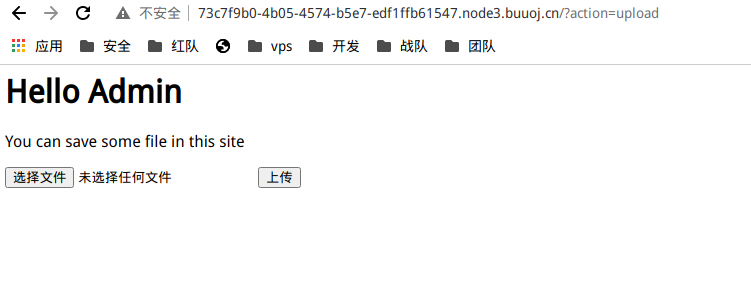 不安全 73c7f9b0-4b05-4574-b5e7-edf1ffb61547.node3.buuoj.cn/?action=upload
应用 安全 红队 vps 开发 战队 团队
Hello Admin
You can save some file in this site
选择文件 未选择任何文件 上传